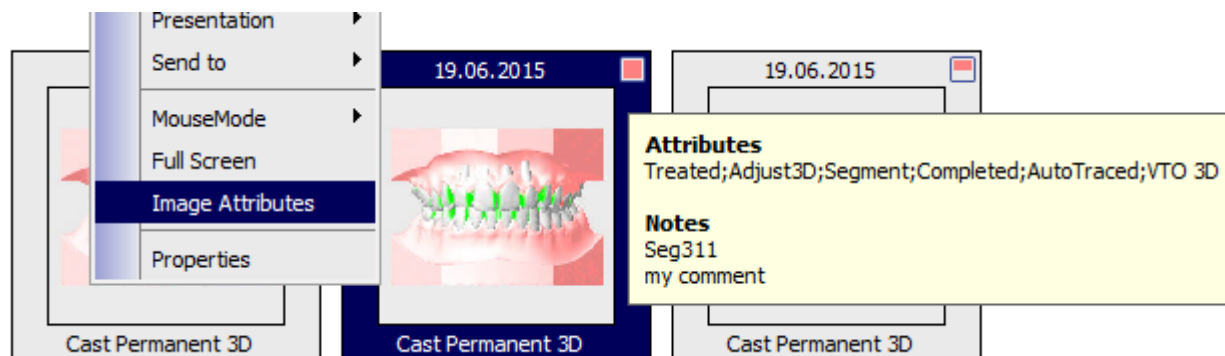 Presentation
Send to
MouseMode
Full Screen
Image Attributes
Properties
Cast Permanent 3D
19.06.2015
Cast Permanent 3D
19.06.2015
Attributes
Treated;Adjust3D;Segment;Completed;AutoTraced;VTO 3D
Notes
Seg311
my comment
Cast Permanent 3D